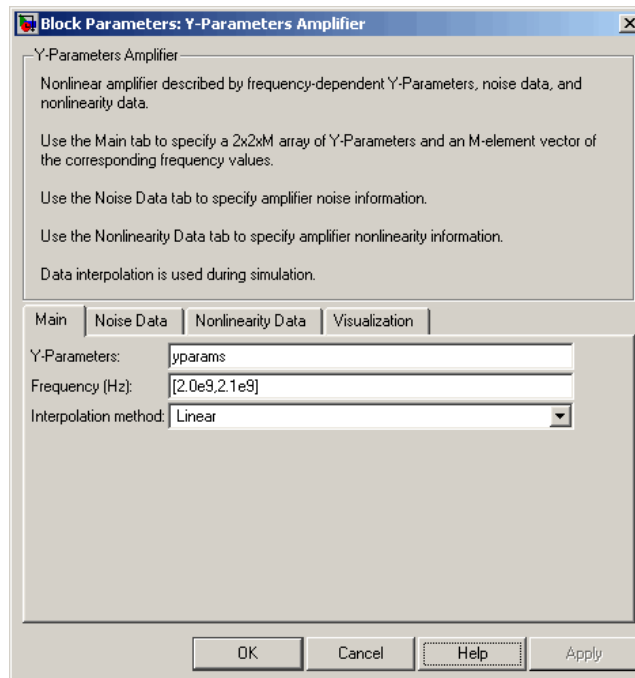 Block Parameters: Y-Parameters Amplifier
Y-Parameters Amplifier
Nonlinear amplifier described by frequency-dependent Y-Parameters, noise data, and
nonlinearity data.
Use the Main tab to specify a 2x2xM array of Y-Parameters and an M-element vector of
the corresponding frequency values.
Use the Noise Data tab to specify amplifier noise information.
Use the Nonlinearity Data tab to specify amplifier nonlinearity information.
Data interpolation is used during simulation.
Main Noise Data Nonlinearity Data Visualization
Y-Parameters: yparams
Frequency (Hz): [2.0e9,2.1e9]
Interpolation method: Linear
OK Cancel Help Apply